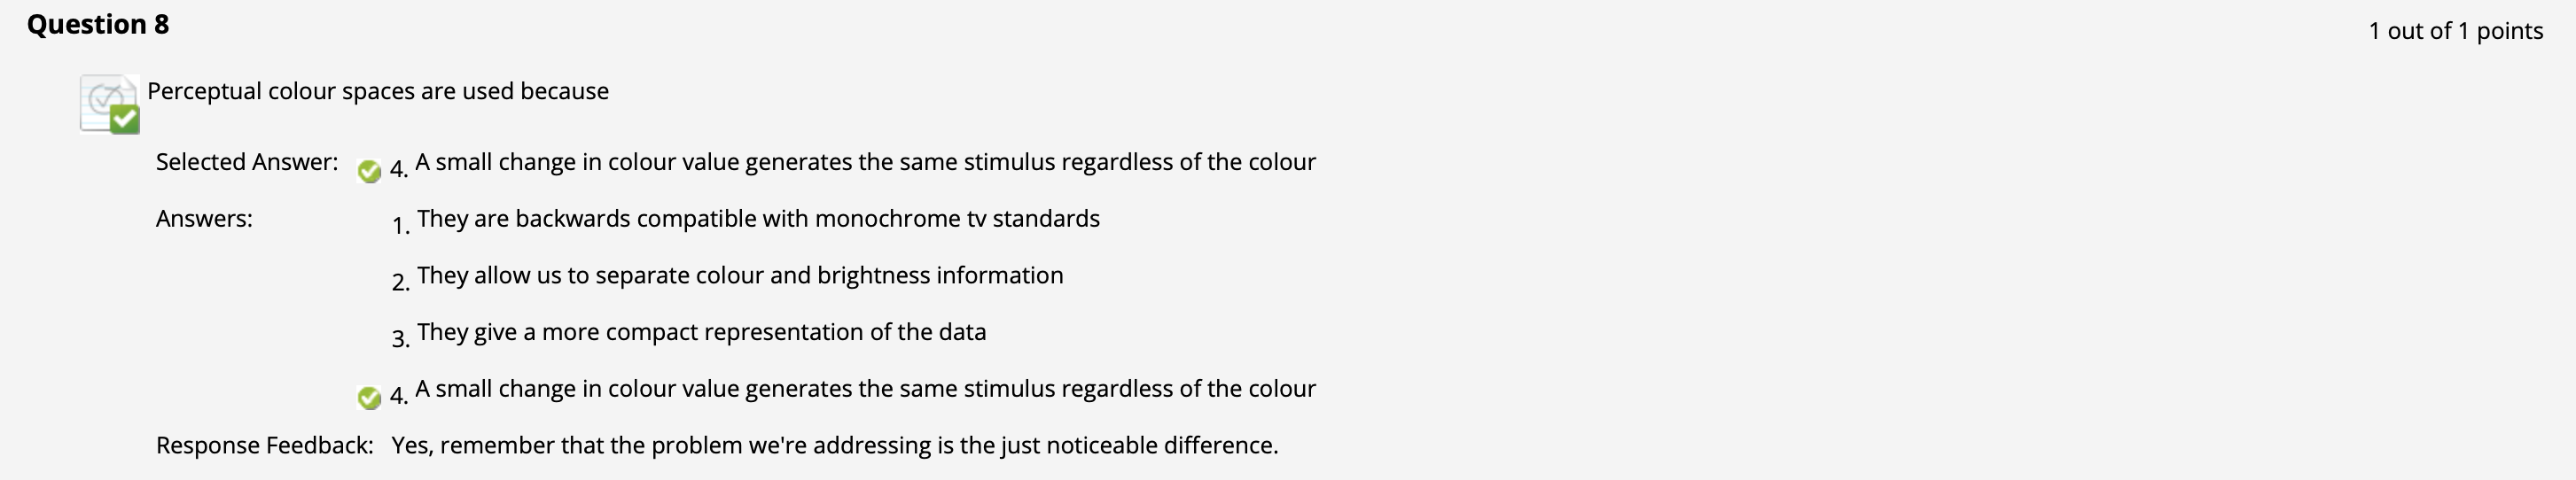 Question 8
1 out of 1 points
Perceptual colour spaces are used because
Selected Answer: 4. A small change in colour value generates the same stimulus regardless of the colour
Answers: 1. They are backwards compatible with monochrome tv standards
2. They allow us to separate colour and brightness information
3. They give a more compact representation of the data
4. A small change in colour value generates the same stimulus regardless of the colour
Response Feedback: Yes, remember that the problem we're addressing is the just noticeable difference.